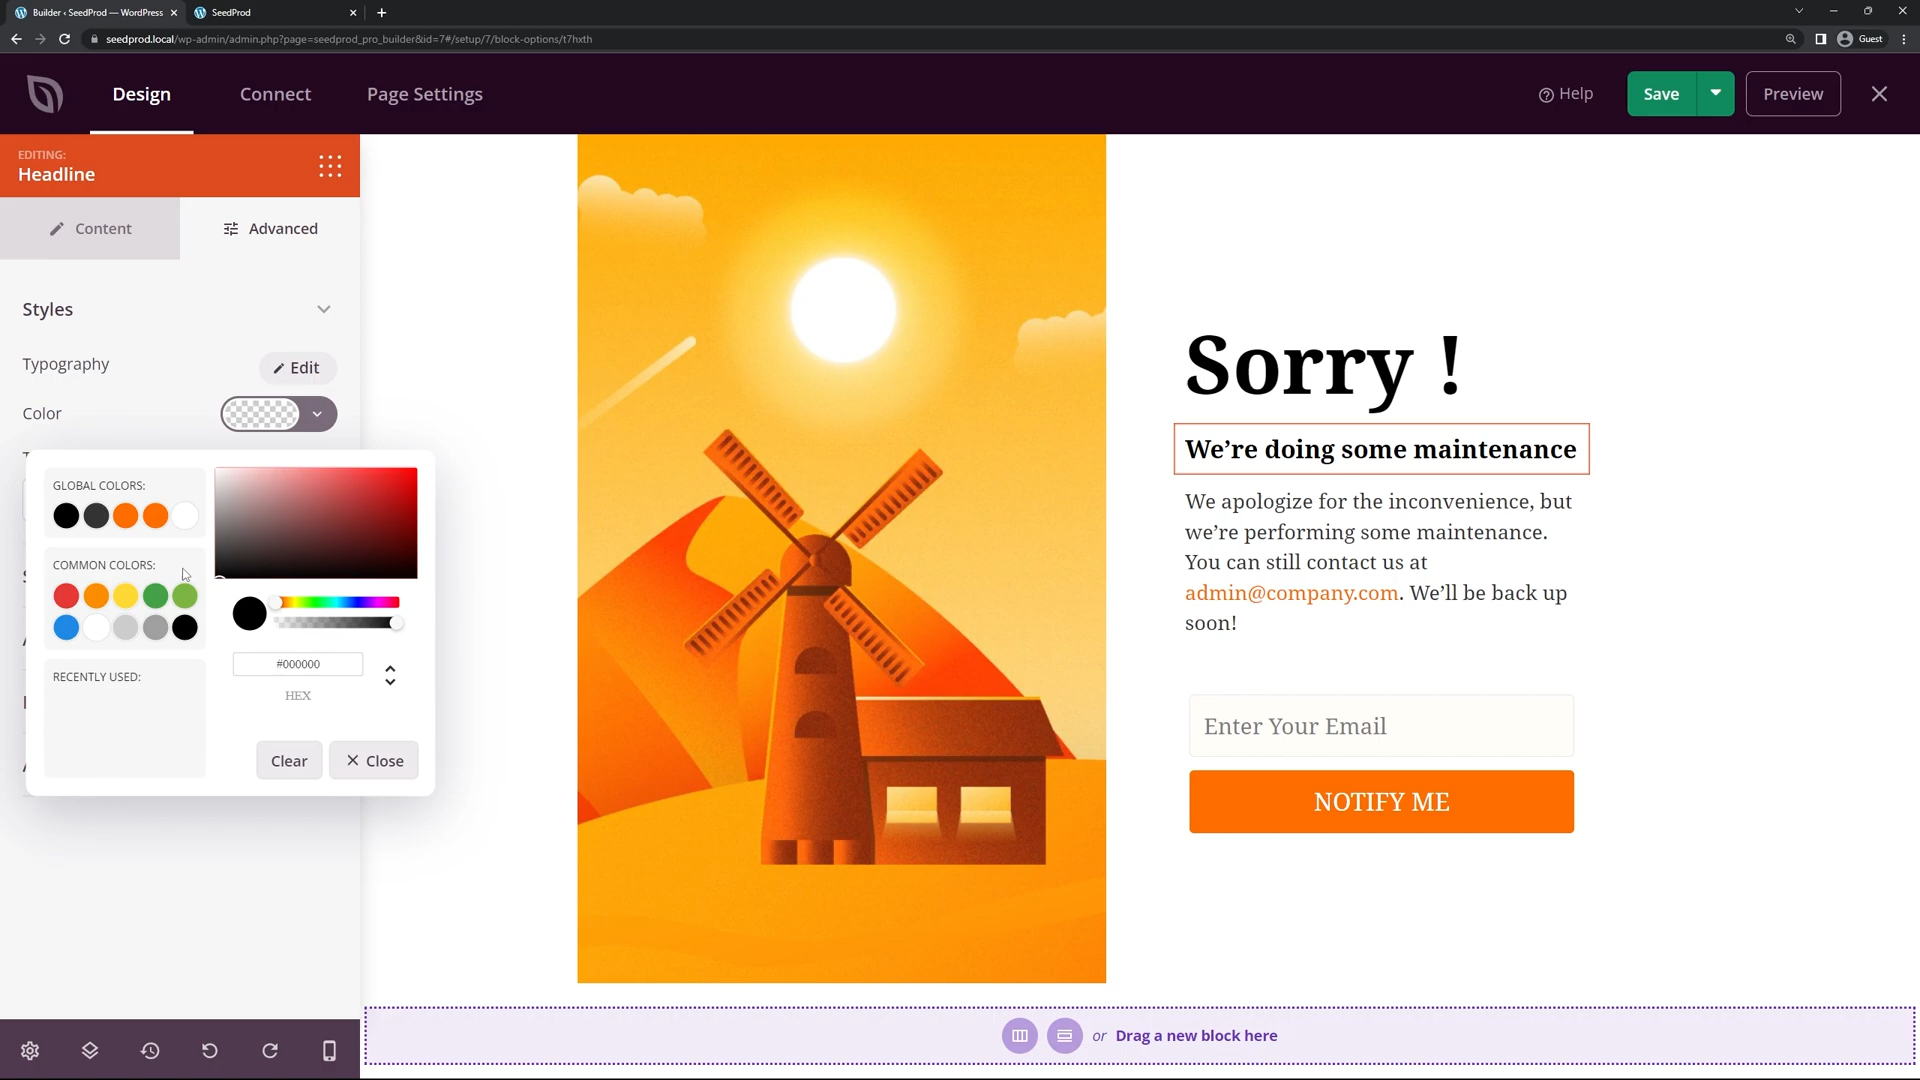 Builder ‹ SeedProd — WordPress
SeedProd
seedprod.local/wp-admin/admin.php?page=seedprod_pro_builder&id=7#/setup/7/block-options/t7hxth
Guest
Design
Connect
Page Settings
Help
Save
Preview
EDITING:
Headline
Content
Advanced
Styles
Typography
Edit
Color
GLOBAL COLORS:
COMMON COLORS:
RECENTLY USED:
#000000
HEX
Clear
Close
Sorry !
We’re doing some maintenance
We apologize for the inconvenience, but
we’re performing some maintenance.
You can still contact us at
admin@company.com. We’ll be back up
soon!
Enter Your Email
NOTIFY ME
or Drag a new block here